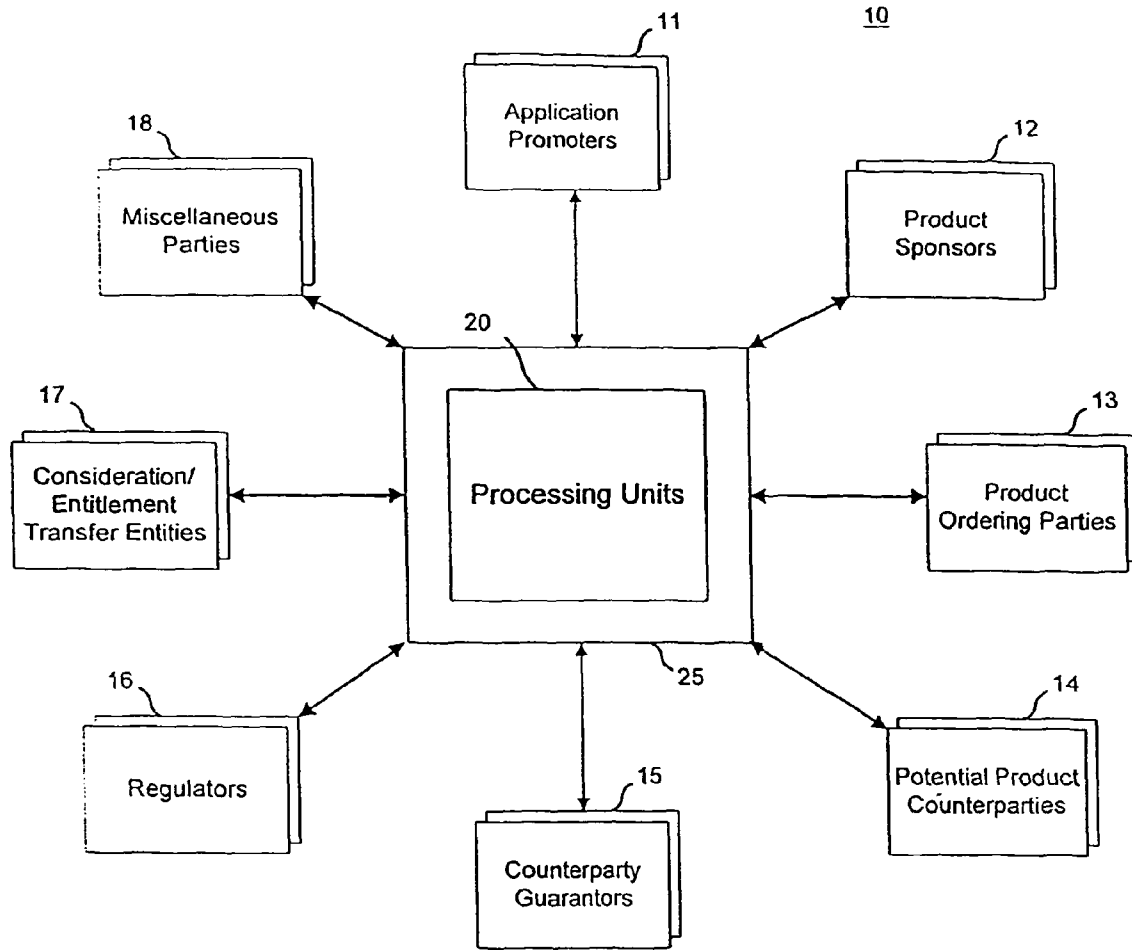 10
11
Application
Promoters
18
Miscellaneous
Parties
12
Product
Sponsors
20
Processing Units
17
Consideration/
Entitlement
Transfer Entities
13
Product
Ordering Parties
25
16
Regulators
15
Counterparty
Guarantors
14
Potential Product
Counterparties